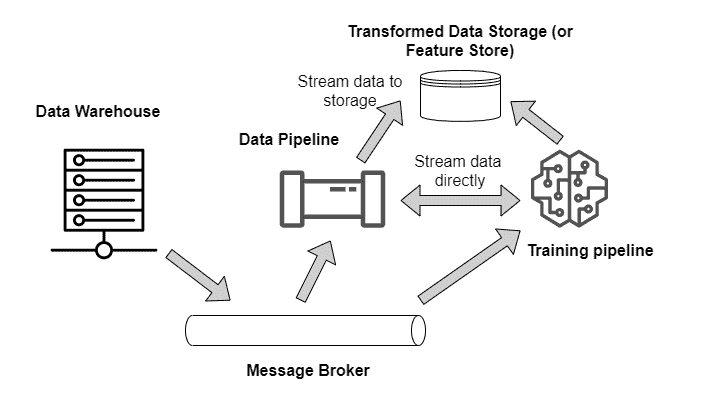 Transformed Data Storage (or
Feature Store)
Stream data to
storage
Data Warehouse
Data Pipeline
Stream data
directly
Training pipeline
Message Broker